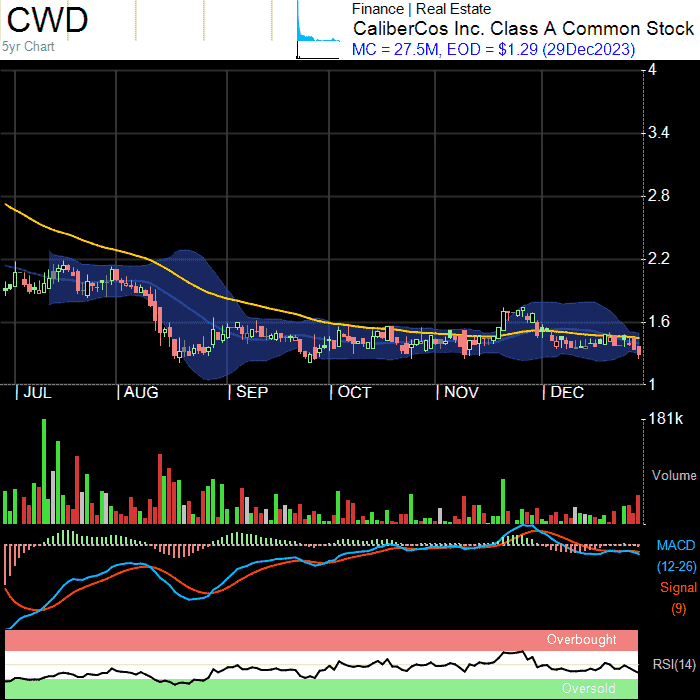 CWD
5yr Chart
Finance | Real Estate
CaliberCos Inc. Class A Common Stock
MC = 27.5M, EOD = $1.29 (29Dec2023)
4
3.4
2.8
2.2
1.6
1
| JUL | AUG | SEP | OCT | NOV | DEC
181k
Volume
MACD
(12-26)
Signal
(9)
Overbought
RSI(14)
Oversold